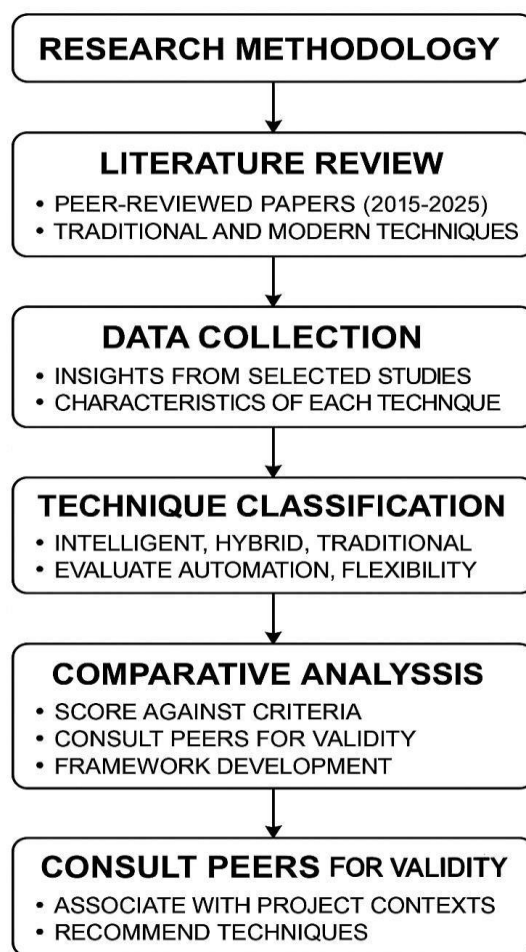 RESEARCH METHODOLOGY
LITERATURE REVIEW
• PEER-REVIEWED PAPERS (2015-2025)
• TRADITIONAL AND MODERN TECHNIQUES
DATA COLLECTION
• INSIGHTS FROM SELECTED STUDIES
• CHARACTERISTICS OF EACH TECHNQUE
TECHNIQUE CLASSIFICATION
• INTELLIGENT, HYBRID, TRADITIONAL
• EVALUATE AUTOMATION, FLEXIBILITY
COMPARATIVE ANALYSSIS
• SCORE AGAINST CRITERIA
• CONSULT PEERS FOR VALIDITY
• FRAMEWORK DEVELOPMENT
CONSULT PEERS FOR VALIDITY
• ASSOCIATE WITH PROJECT CONTEXTS
• RECOMMEND TECHNIQUES